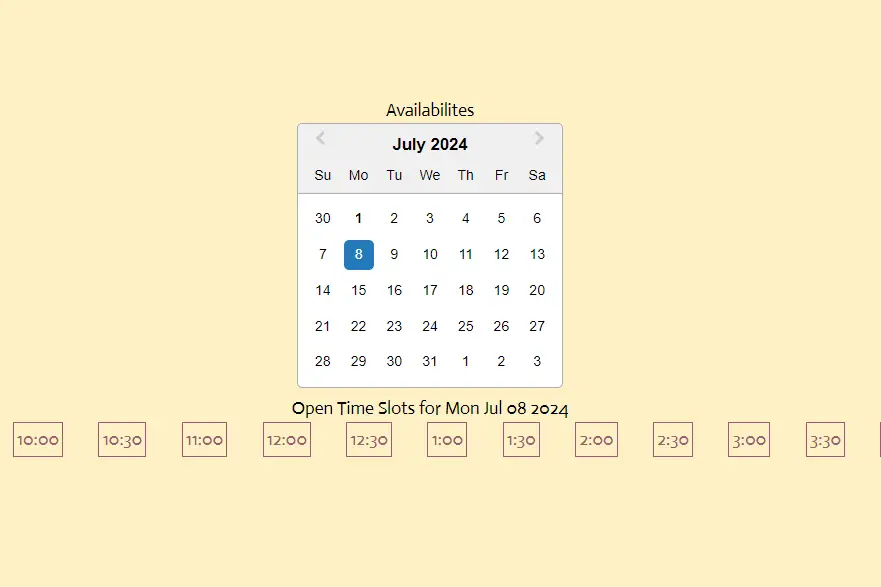 Availabilites
July 2024
Su Mo Tu We Th Fr Sa
30 1 2 3 4 5 6
7 8 9 10 11 12 13
14 15 16 17 18 19 20
21 22 23 24 25 26 27
28 29 30 31 1 2 3
Open Time Slots for Mon Jul 08 2024
10:00 10:30 11:00 12:00 12:30 1:00 1:30 2:00 2:30 3:00 3:30